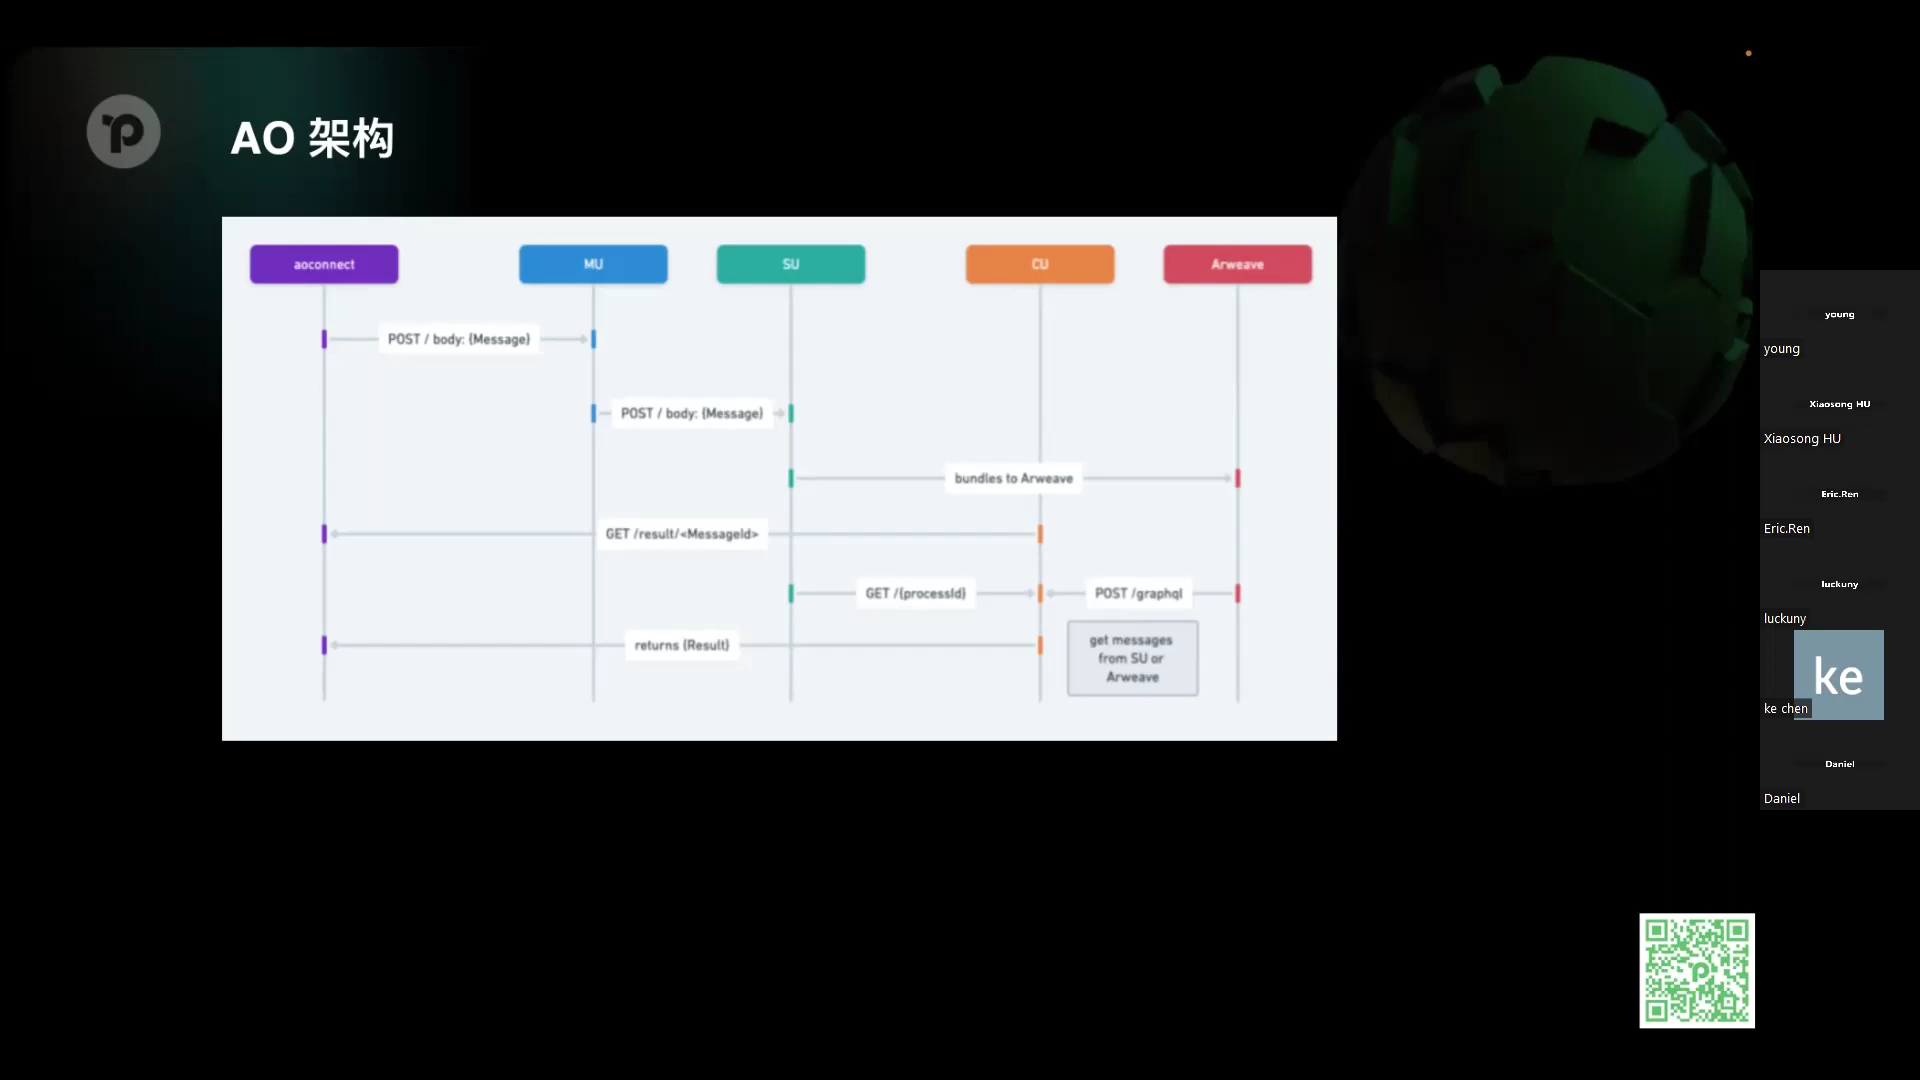 AO 架构
aoconnect
MU
SU
CU
Arweave
POST / body: {Message}
POST / body: {Message}
bundles to Arweave
GET /result/<MessageId>
GET /{processId}
POST /graphql
returns {Result}
get messages
from SU or
Arweave
young
young
Xiaosong HU
Xiaosong HU
Eric.Ren
Eric.Ren
luckuny
luckuny
ke
ke chen
Daniel
Daniel